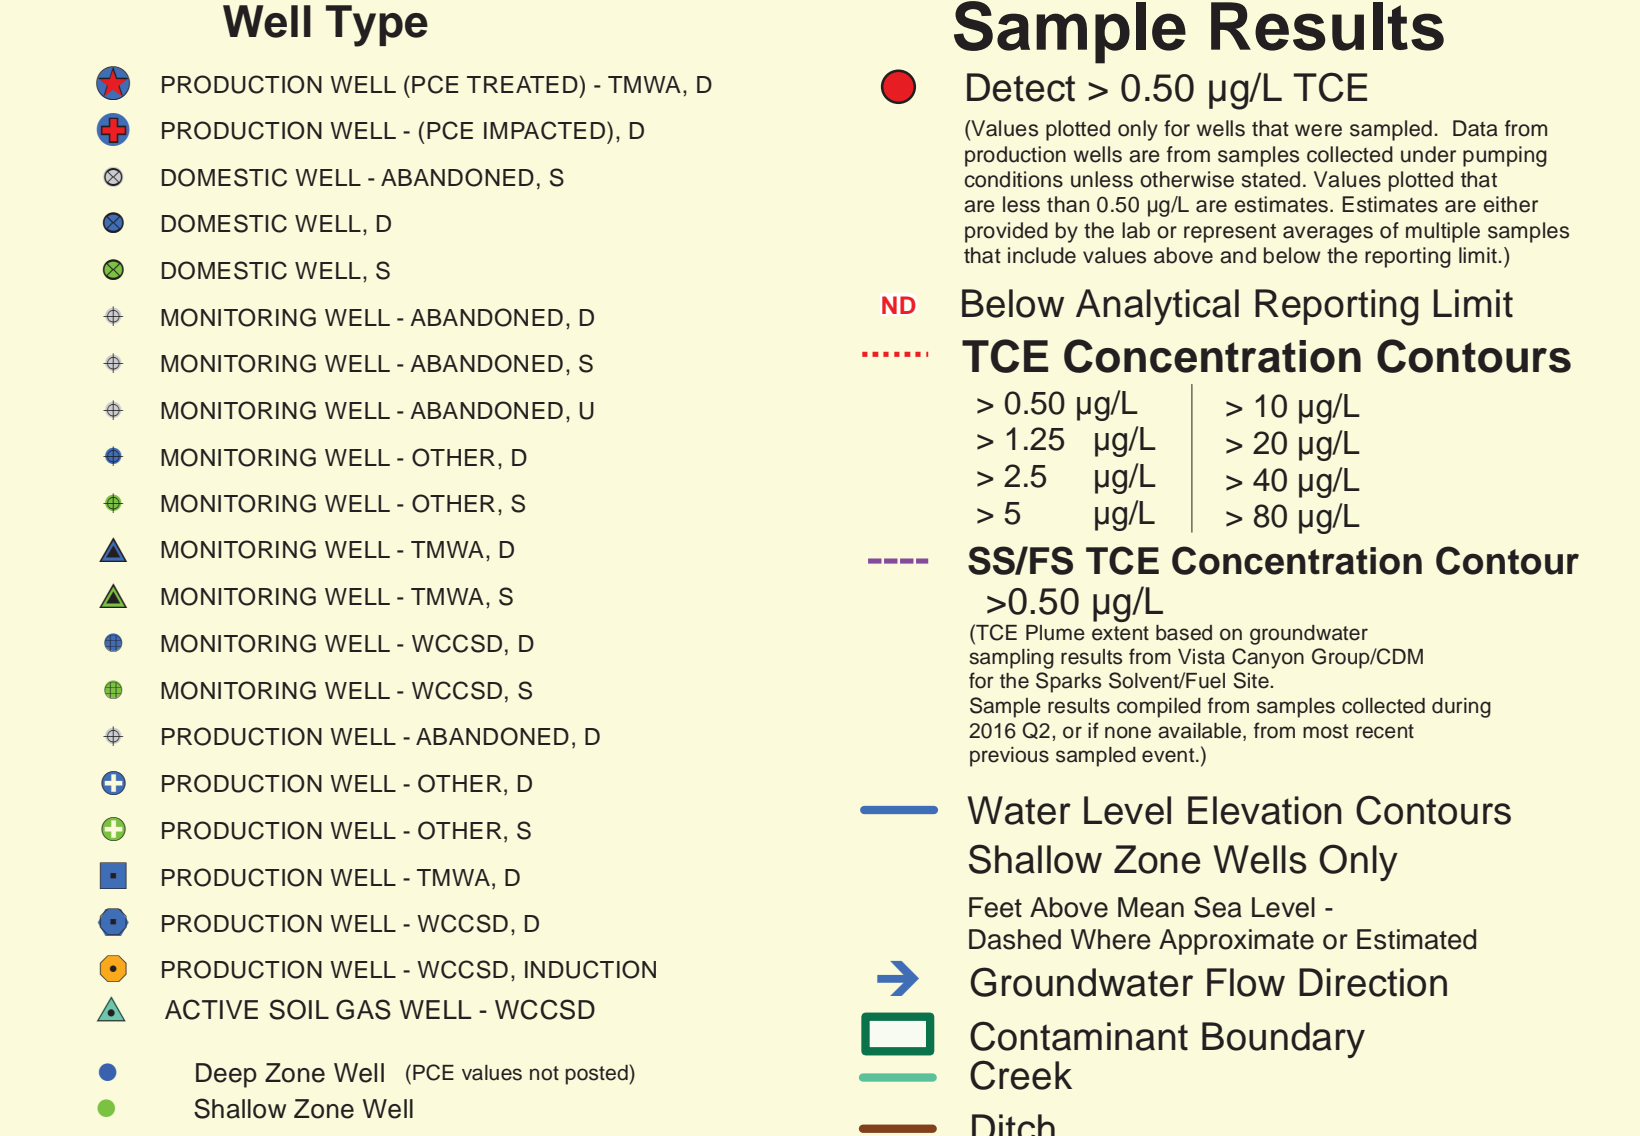 Well Type
PRODUCTION WELL (PCE TREATED) - TMWA, D
PRODUCTION WELL - (PCE IMPACTED), D
DOMESTIC WELL - ABANDONED, S
DOMESTIC WELL, D
DOMESTIC WELL, S
MONITORING WELL - ABANDONED, D
MONITORING WELL - ABANDONED, S
MONITORING WELL - ABANDONED, U
MONITORING WELL - OTHER, D
MONITORING WELL - OTHER, S
MONITORING WELL - TMWA, D
MONITORING WELL - TMWA, S
MONITORING WELL - WCCSD, D
MONITORING WELL - WCCSD, S
PRODUCTION WELL - ABANDONED, D
PRODUCTION WELL - OTHER, D
PRODUCTION WELL - OTHER, S
PRODUCTION WELL - TMWA, D
PRODUCTION WELL - WCCSD, D
PRODUCTION WELL - WCCSD, INDUCTION
ACTIVE SOIL GAS WELL - WCCSD
Deep Zone Well (PCE values not posted)
Shallow Zone Well
Sample Results
Detect > 0.50 µg/L TCE
(Values plotted only for wells that were sampled. Data from
production wells are from samples collected under pumping
conditions unless otherwise stated. Values plotted that
are less than 0.50 µg/L are estimates. Estimates are either
provided by the lab or represent averages of multiple samples
that include values above and below the reporting limit.)
ND Below Analytical Reporting Limit
TCE Concentration Contours
> 0.50 µg/L
> 1.25 µg/L
> 2.5 µg/L
> 5 µg/L
> 10 µg/L
> 20 µg/L
> 40 µg/L
> 80 µg/L
SS/FS TCE Concentration Contour
>0.50 µg/L
(TCE Plume extent based on groundwater
sampling results from Vista Canyon Group/CDM
for the Sparks Solvent/Fuel Site.
Sample results compiled from samples collected during
2016 Q2, or if none available, from most recent
previous sampled event.)
Water Level Elevation Contours
Shallow Zone Wells Only
Feet Above Mean Sea Level -
Dashed Where Approximate or Estimated
Groundwater Flow Direction
Contaminant Boundary
Creek
Ditch